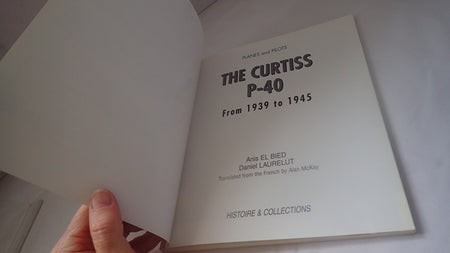 PLANES and PILOTS
THE CURTISS
P-40
From 1939 to 1945
Anis EL BIED
Daniel LAURELUT
Translated from the French by Alan McKay
HISTOIRE & COLLECTIONS